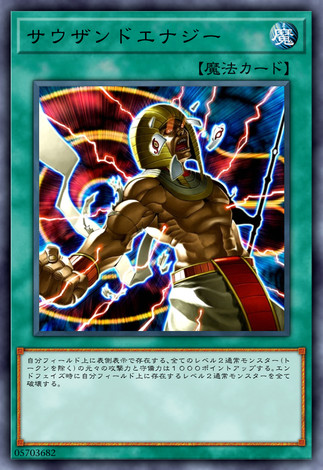 サウザンドエナジー
魔
【魔法カード】
自分フィールド上に表側表示で存在する、全てのレベル２通常モンスター(ト
ークンを除く)の元々の攻撃力と守備力は１０００ポイントアップする。エン
ドフェイズ時に自分フィールド上に存在するレベル２通常モンスターを全て
破壊する。
05703682